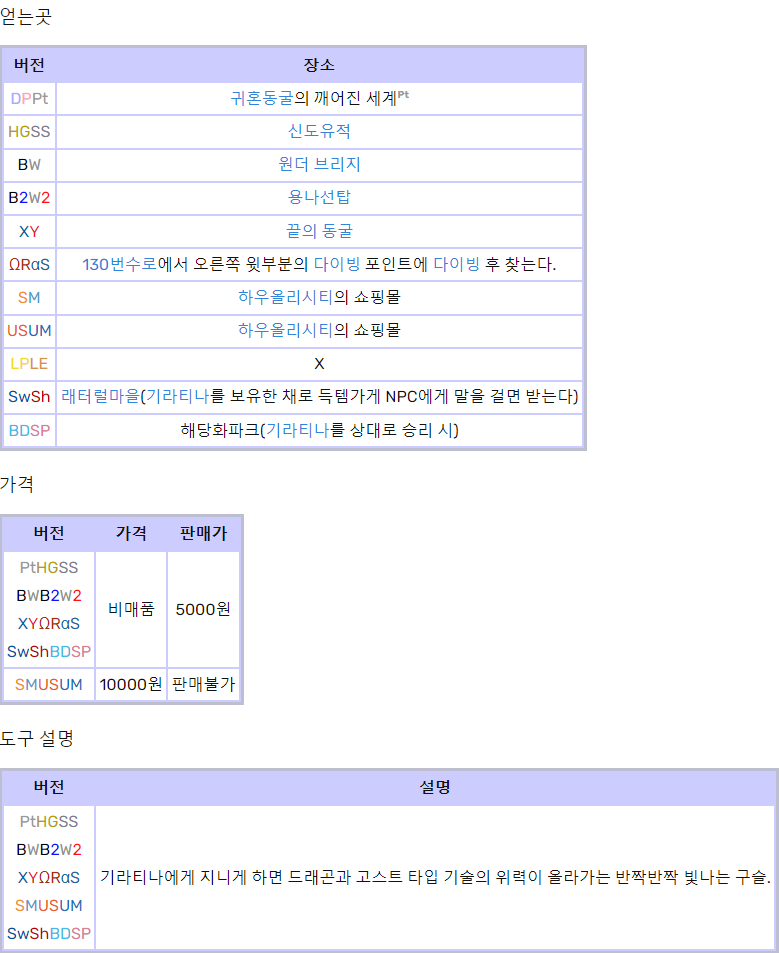 얻는곳
버전 장소
DPPt 귀혼동굴의 깨어진 세계Pt
HGSS 신도유적
BW 원더 브리지
B2W2 용나선탑
XY 끝의 동굴
ΩRαS 130번수로에서 오른쪽 윗부분의 다이빙 포인트에 다이빙 후 찾는다.
SM 하우올리시티의 쇼핑몰
USUM 하우올리시티의 쇼핑몰
LPLE X
SwSh 래터럴마을(기라티나를 보유한 채로 득템가게 NPC에게 말을 걸면 받는다)
BDSP 해당화파크(기라티나를 상대로 승리 시)
가격
버전 가격 판매가
PtHGSS
BWB2W2
XYΩRαS
SwShBDSP
비매품 5000원
SMUSUM 10000원 판매불가
도구 설명
버전 설명
PtHGSS
BWB2W2
XYΩRαS
SMUSUM
SwShBDSP
기라티나에게 지니게 하면 드래곤과 고스트 타입 기술의 위력이 올라가는 반짝반짝 빛나는 구슬.